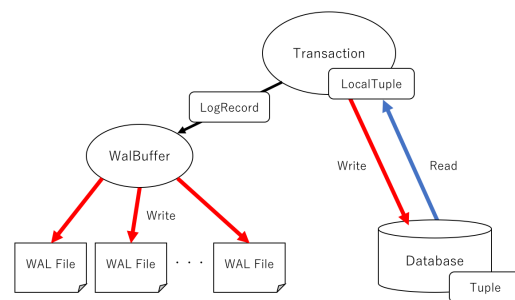 Transaction
LocalTuple
LogRecord
WalBuffer
Write
Read
Write
WAL File
WAL File
· · ·
WAL File
Database
Tuple